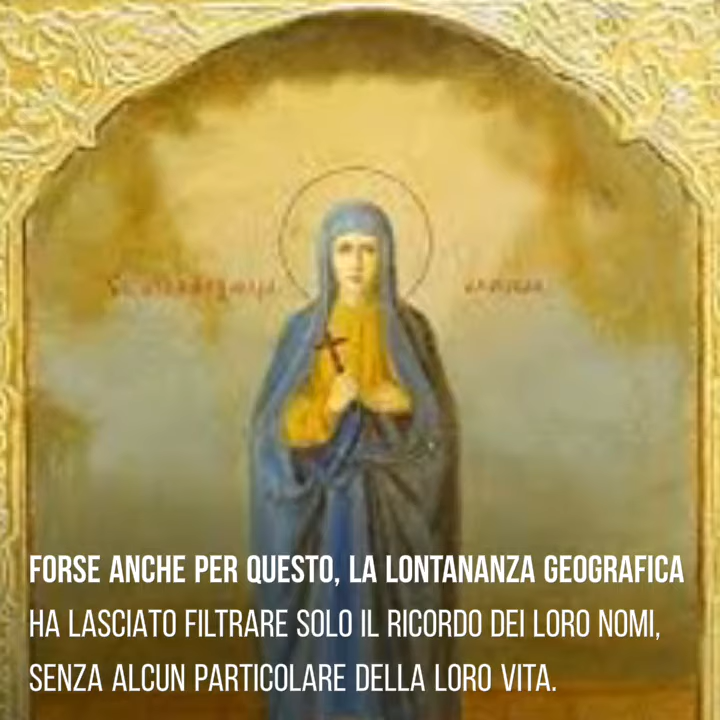 FORSE ANCHE PER QUESTO, LA LONTANANZA GEOGRAFICA
HA LASCIATO FILTRARE SOLO IL RICORDO DEI LORO NOMI,
SENZA ALCUN PARTICOLARE DELLA LORO VITA.